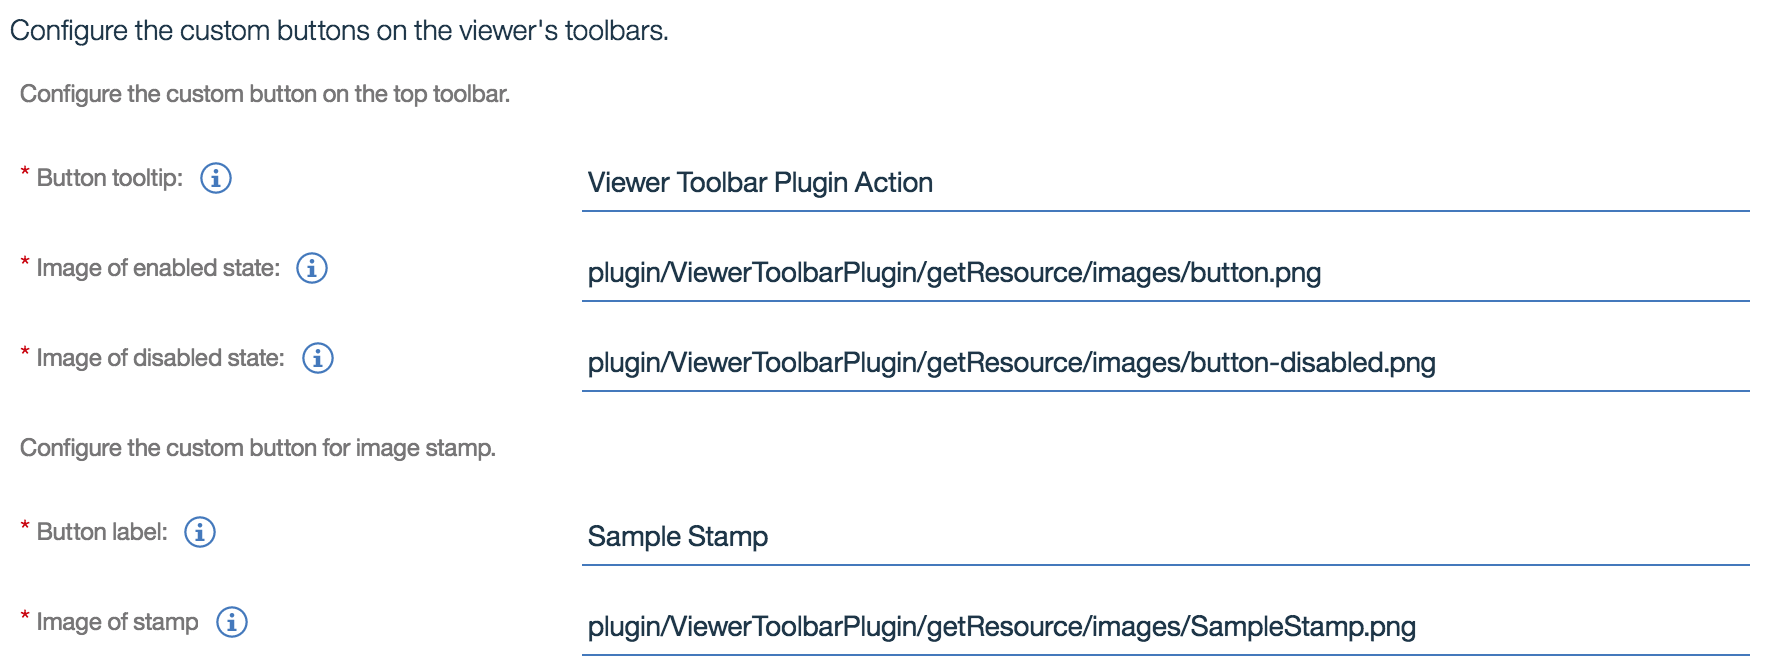 Configure the custom buttons on the viewer's toolbars.
Configure the custom button on the top toolbar.
* Button tooltip: Viewer Toolbar Plugin Action
* Image of enabled state: plugin/ViewerToolbarPlugin/getResource/images/button.png
* Image of disabled state: plugin/ViewerToolbarPlugin/getResource/images/button-disabled.png
Configure the custom button for image stamp.
* Button label: Sample Stamp
* Image of stamp plugin/ViewerToolbarPlugin/getResource/images/SampleStamp.png